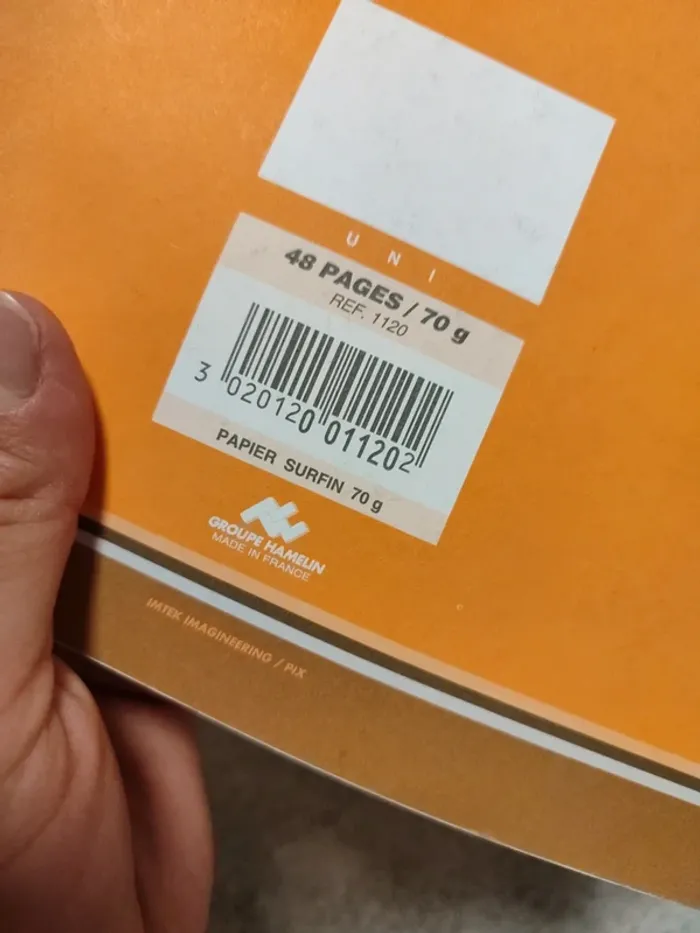 UNI
48 PAGES / 70 g
REF. 1120
3 020120 011202
PAPIER SURFIN 70 g
GROUPE HAMELIN
MADE IN FRANCE
IMTEK IMAGINEERING / PIX